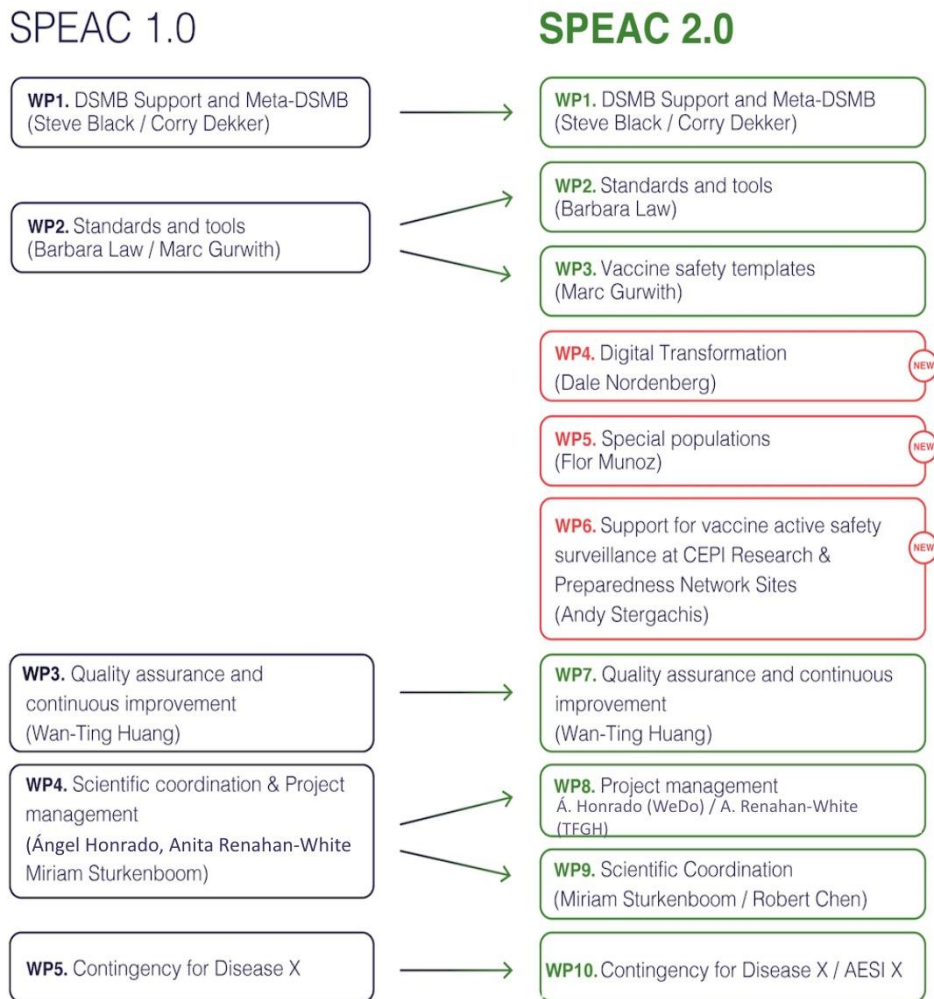 SPEAC 1.0
SPEAC 2.0
WP1. DSMB Support and Meta-DSMB
(Steve Black / Corry Dekker)
WP1. DSMB Support and Meta-DSMB
(Steve Black / Corry Dekker)
WP2. Standards and tools
(Barbara Law / Marc Gurwith)
WP2. Standards and tools
(Barbara Law)
WP3. Vaccine safety templates
(Marc Gurwith)
WP4. Digital Transformation
(Dale Nordenberg)
NEW
WP5. Special populations
(Flor Munoz)
NEW
WP6. Support for vaccine active safety
surveillance at CEPI Research &
Preparedness Network Sites
(Andy Stergachis)
NEW
WP3. Quality assurance and
continuous improvement
(Wan-Ting Huang)
WP7. Quality assurance and continuous
improvement
(Wan-Ting Huang)
WP4. Scientific coordination & Project
management
(Ángel Honrado, Anita Renahan-White
Miriam Sturkenboom)
WP8. Project management
Á. Honrado (WeDo) / A. Renahan-White
(TFGH)
WP9. Scientific Coordination
(Miriam Sturkenboom / Robert Chen)
WP5. Contingency for Disease X
WP10. Contingency for Disease X / AESI X